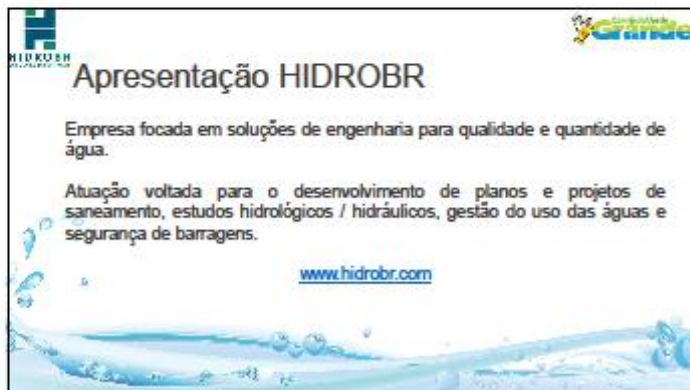 HIDROBR
Grande
Apresentação HIDROBR
Empresa focada em soluções de engenharia para qualidade e quantidade de
água.
Atuação voltada para o desenvolvimento de planos e projetos de
saneamento, estudos hidrológicos / hidráulicos, gestão do uso das águas e
segurança de barragens.
www.hidrobr.com